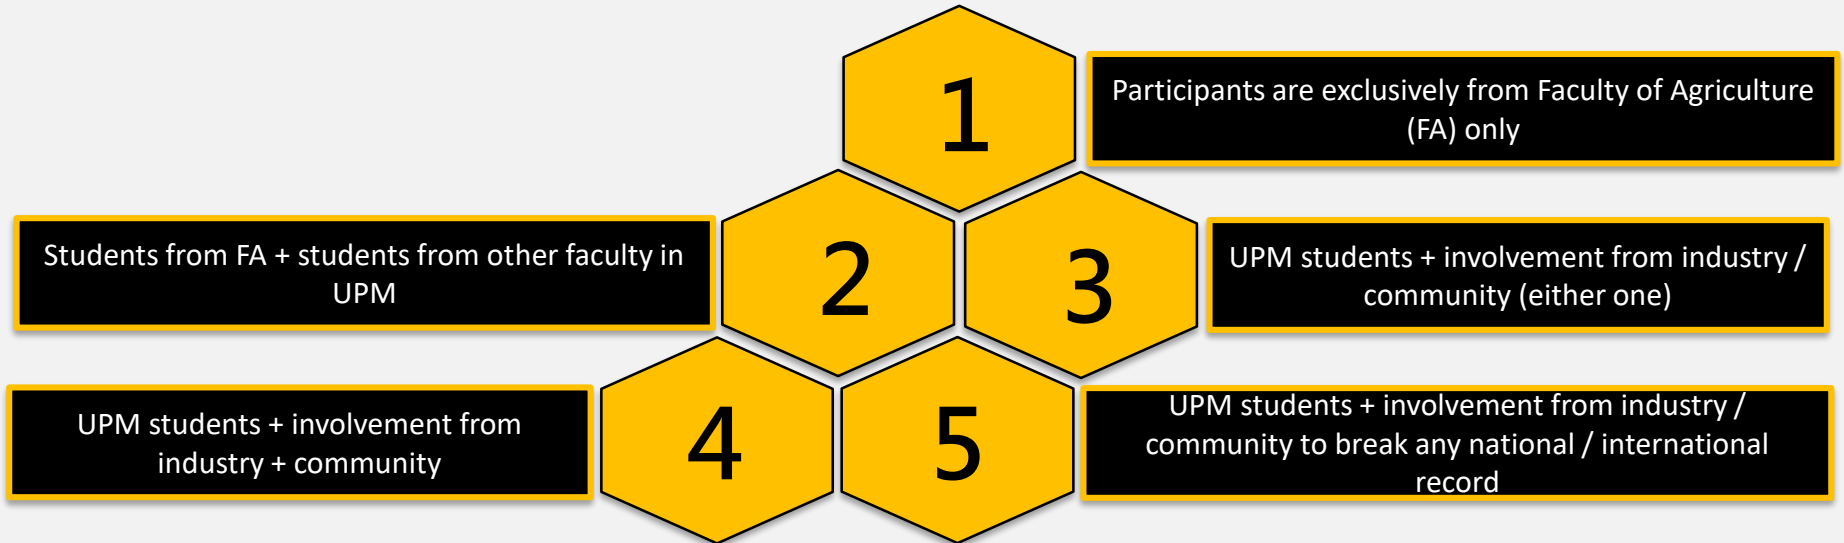 1
Participants are exclusively from Faculty of Agriculture
(FA) only
2
Students from FA + students from other faculty in
UPM
3
UPM students + involvement from industry /
community (either one)
4
UPM students + involvement from
industry + community
5
UPM students + involvement from industry /
community to break any national / international
record